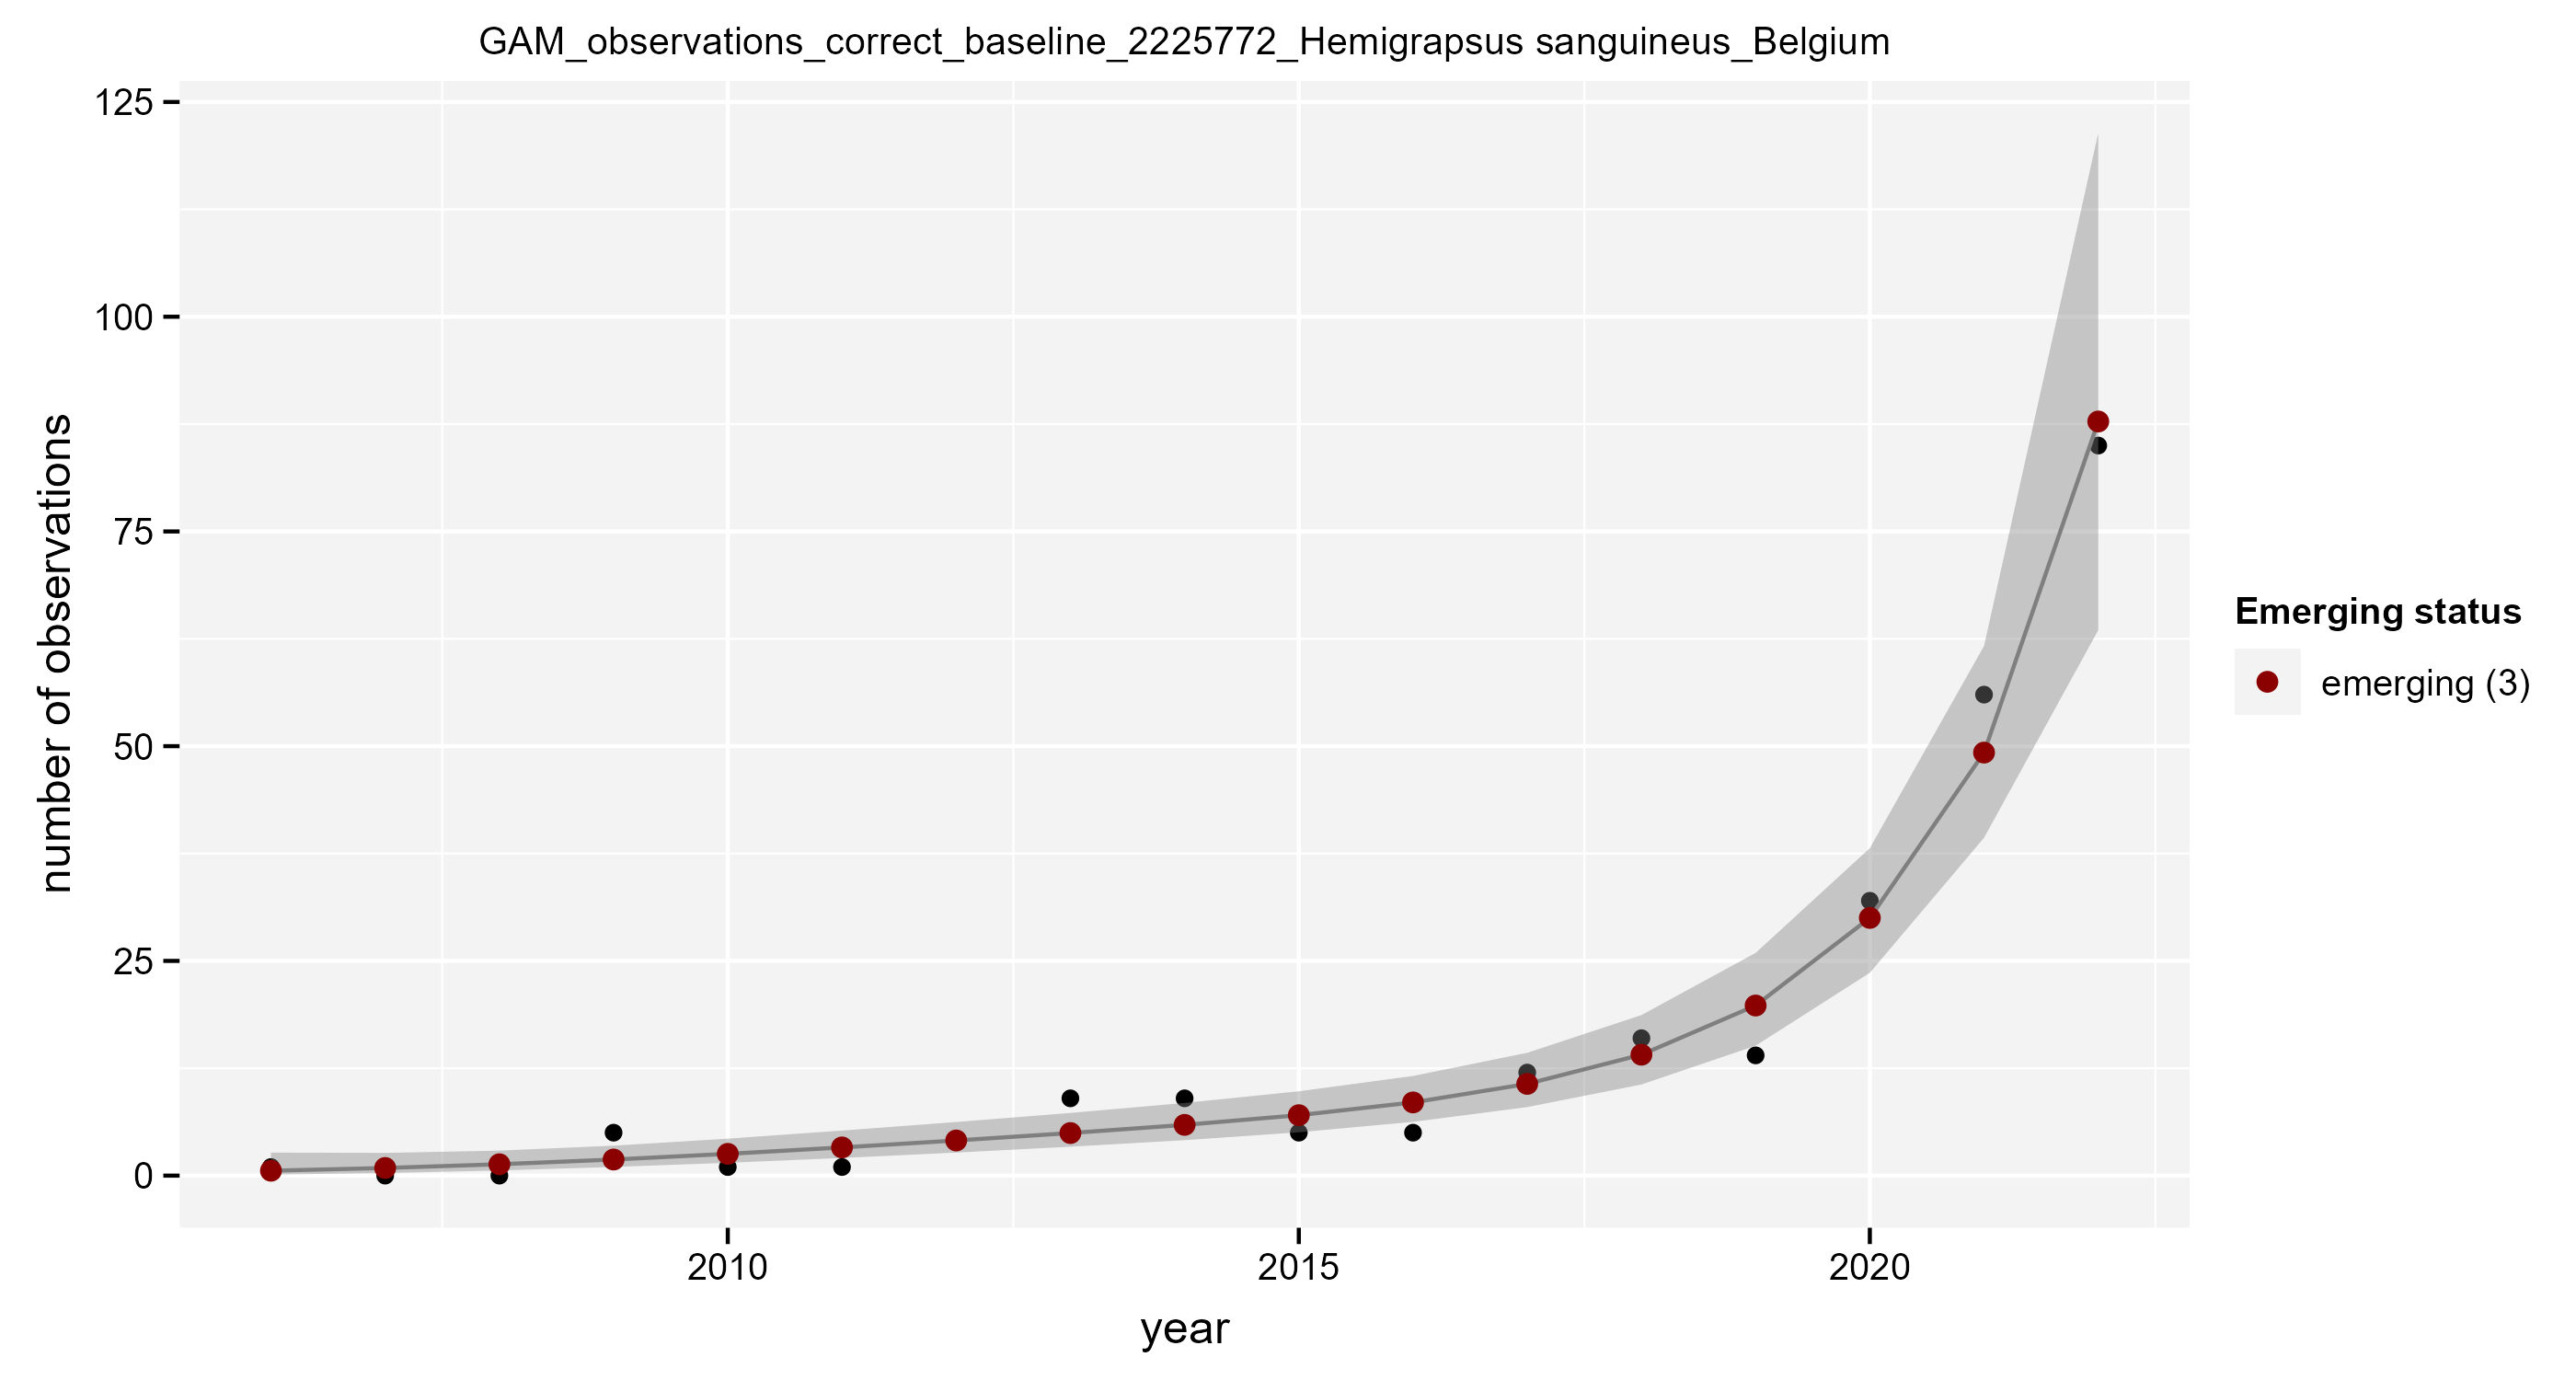 GAM_observations_correct_baseline_2225772_Hemigrapsus sanguineus_Belgium
125
100
75
50
25
0
number of observations
2010
2015
2020
year
Emerging status
emerging (3)